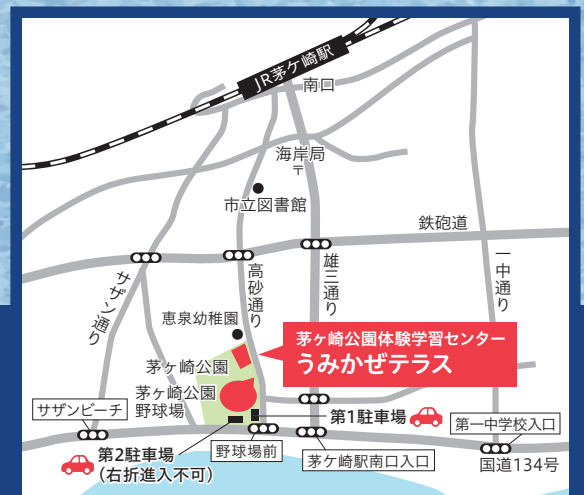 JR茅ケ崎駅
南口
海岸局
〒
市立図書館
鉄砲道
サザン通り
高砂通り
雄三通り
一中通り
恵泉幼稚園
茅ヶ崎公園体験学習センター
うみかぜテラス
茅ヶ崎公園
茅ケ崎公園
野球場
サザンビーチ
第1駐車場
第一中学校入口
第2駐車場
(右折進入不可)
野球場前
茅ケ崎駅南口入口
国道134号